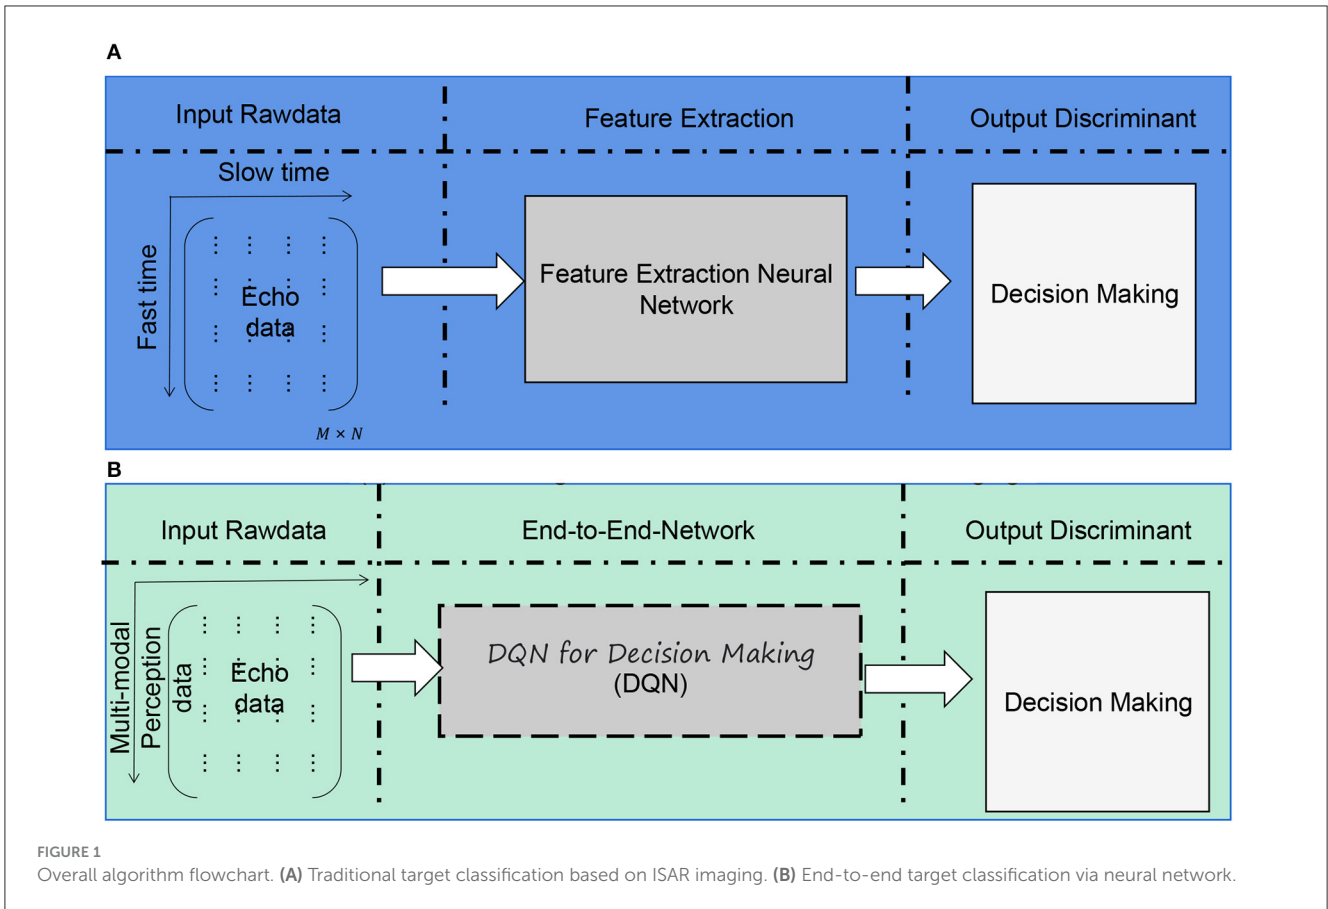 A
Input Rawdata
Feature Extraction
Output Discriminant
Slow time
Fast time
Echo
data
M × N
Feature Extraction Neural
Network
Decision Making
B
Input Rawdata
End-to-End-Network
Output Discriminant
Multi-modal
Perception
data
Echo
data
DQN for Decision Making
(DQN)
Decision Making
FIGURE 1
Overall algorithm flowchart. (A) Traditional target classification based on ISAR imaging. (B) End-to-end target classification via neural network.